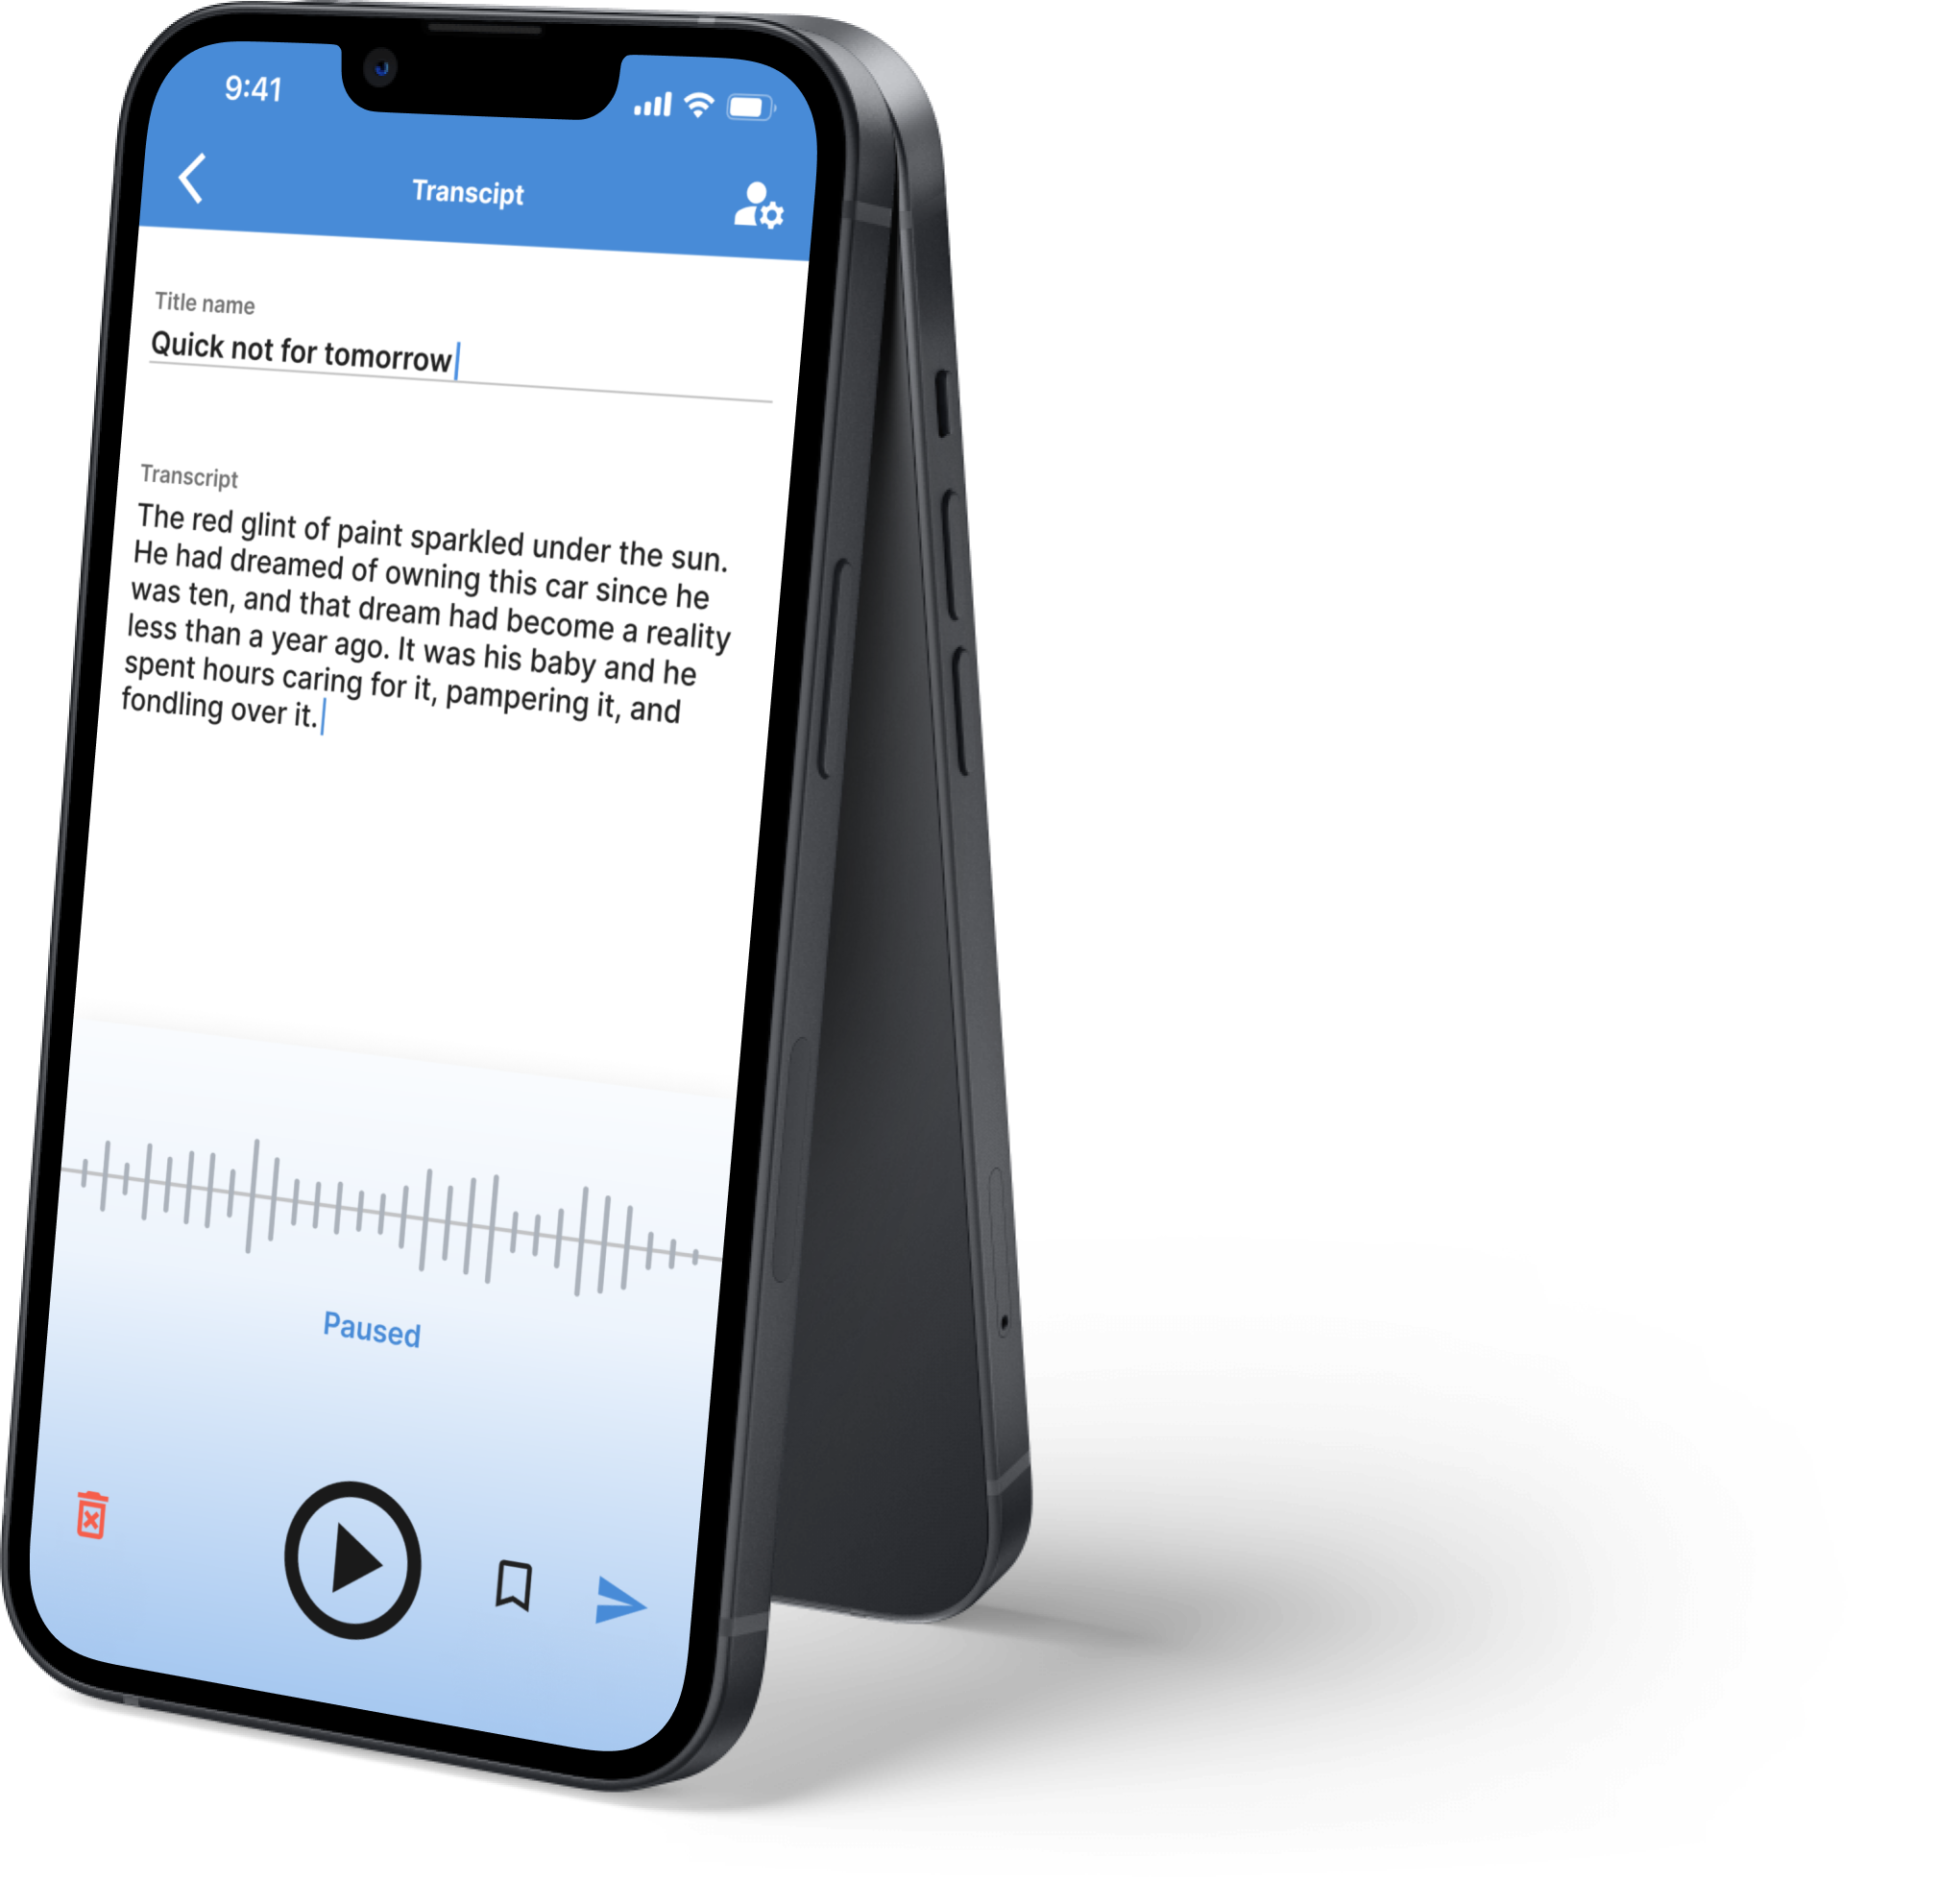 9:41
Transcipt
Title name
Quick not for tomorrow
Transcript
The red glint of paint sparkled under the sun.
He had dreamed of owning this car since he
was ten, and that dream had become a reality
less than a year ago. It was his baby and he
spent hours caring for it, pampering it, and
fondling over it.
Paused